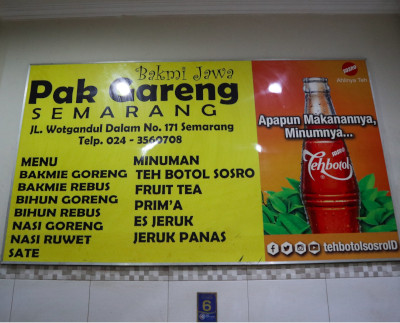 Bakmi Jawa
Pak Gareng
SEMARANG
JL. Wotgandul Dalam No. 171 Semarang
Telp. 024 - 3560708
MENU
BAKMIE GORENG
BAKMIE REBUS
BIHUN GORENG
BIHUN REBUS
NASI GORENG
NASI RUWET
SATE
MINUMAN
TEH BOTOL SOSRO
FRUIT TEA
PRIM'A
ES JERUK
JERUK PANAS
Ahlinya Teh
Apapun Makanannya,
Minumnya...
Tehbotol
tehbotolsosroID
6